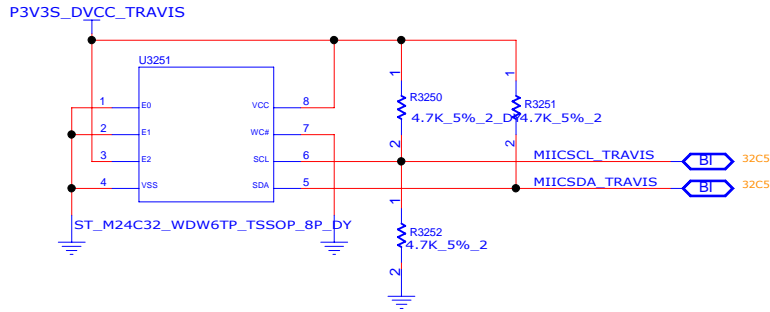 P3V3S_DVCC_TRAVIS
U3251
1 E0 VCC 8
2 E1 WC# 7
3 E2 SCL 6
4 VSS SDA 5
ST_M24C32_WDW6TP_TSSOP_8P_DY
1 R3250 4.7K_5%_2_DY 2
1 R3251 4.7K_5%_2 2
MIICSCL_TRAVIS BI 32C5
MIICSDA_TRAVIS BI 32C5
1 R3252 4.7K_5%_2 2